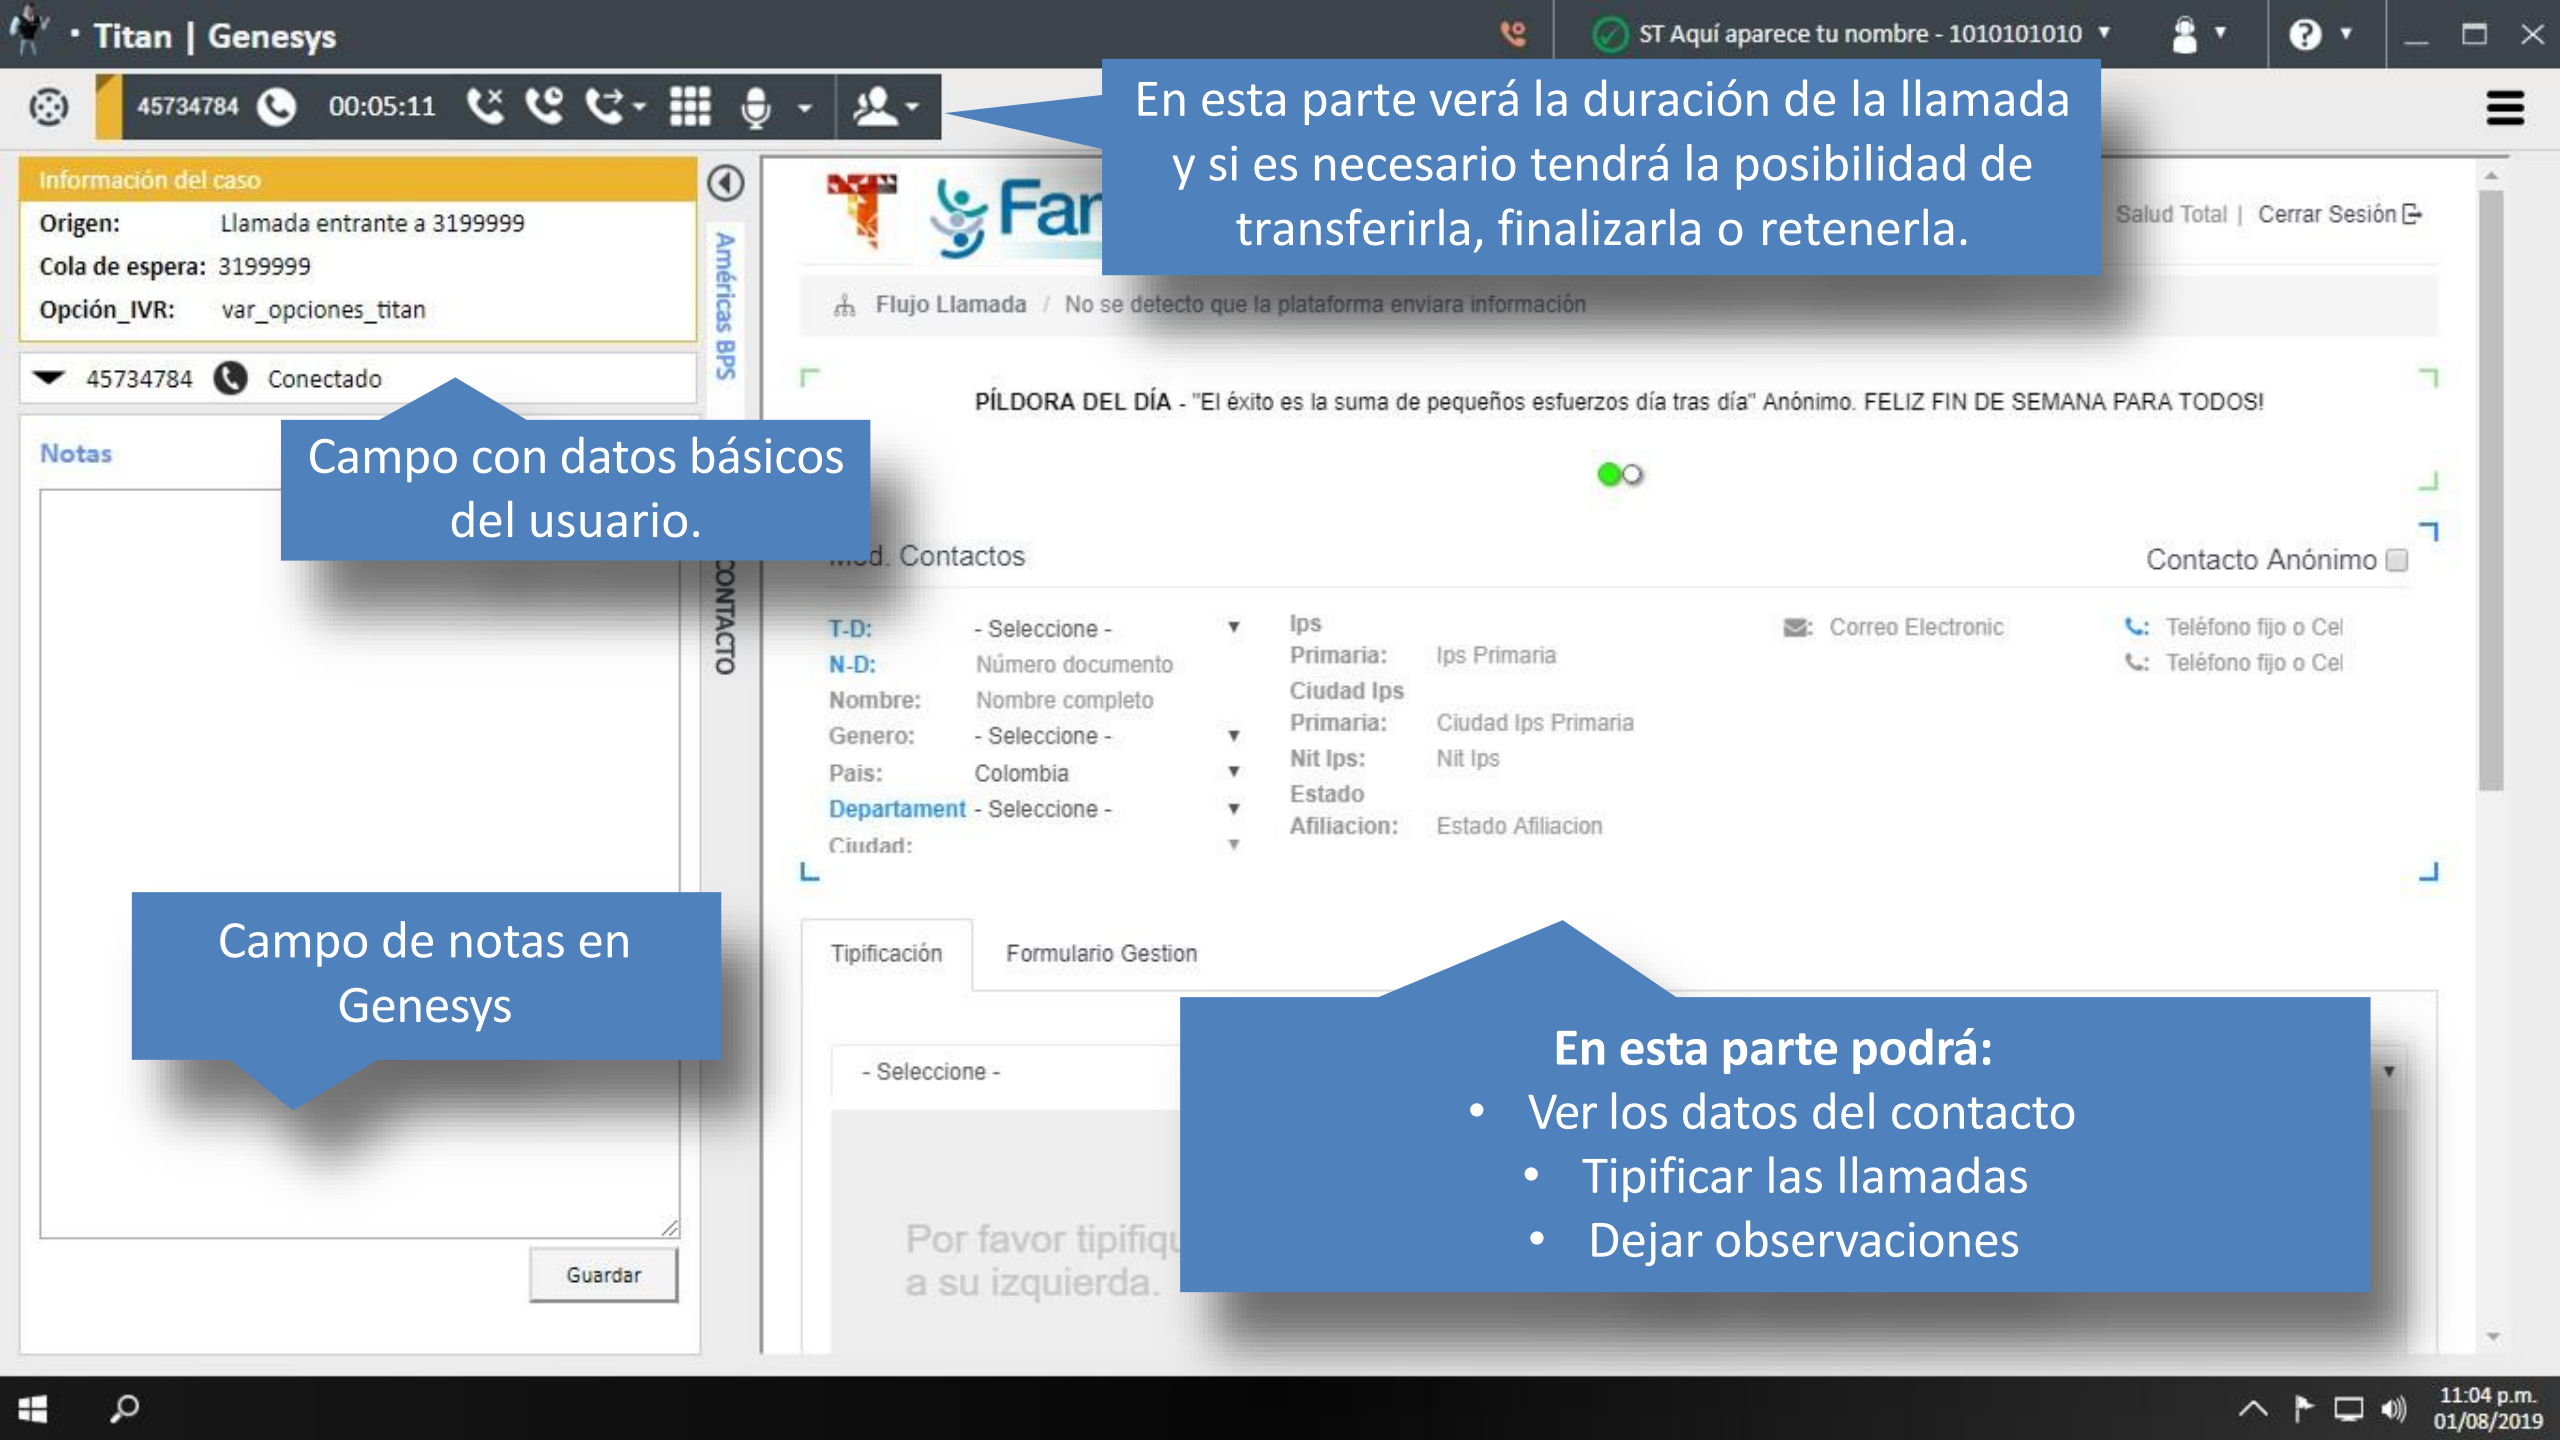 · Titan | Genesys
ST Aquí aparece tu nombre - 1010101010
45734784 00:05:11
En esta parte verá la duración de la llamada
y si es necesario tendrá la posibilidad de
transferirla, finalizarla o retenerla.
Información del caso
Origen: Llamada entrante a 3199999
Cola de espera: 3199999
Opción_IVR: var_opciones_titan
45734784 Conectado
Campo con datos básicos
del usuario.
Notas
Campo de notas en
Genesys
Guardar
Américas BPS
CONTACTO
Salud Total | Cerrar Sesión
Flujo Llamada / No se detecto que la plataforma enviara información
PÍLDORA DEL DÍA - "El éxito es la suma de pequeños esfuerzos día tras día" Anónimo. FELIZ FIN DE SEMANA PARA TODOS!
Contactos
Contacto Anónimo
T-D: - Seleccione -
N-D: Número documento
Nombre: Nombre completo
Genero: - Seleccione -
Pais: Colombia
Departament - Seleccione -
Ciudad:
Ips
Primaria: Ips Primaria
Ciudad Ips
Primaria: Ciudad Ips Primaria
Nit Ips: Nit Ips
Estado
Afiliacion: Estado Afiliacion
: Correo Electronic
: Teléfono fijo o Cel
: Teléfono fijo o Cel
Tipificación Formulario Gestion
- Seleccione -
Por favor
a su izquierda.
En esta parte podrá:
• Ver los datos del contacto
• Tipificar las llamadas
• Dejar observaciones
11:04 p.m.
01/08/2019